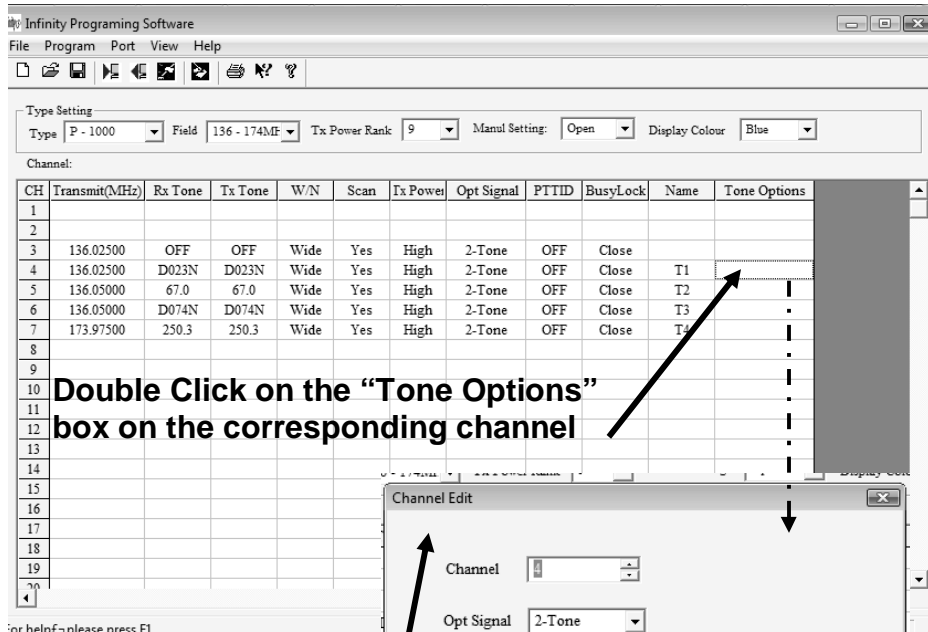 Infinity Programing Software
File Program Port View Help
Type Setting
Type P - 1000 Field 136 - 174MH Tx Power Rank 9 Manul Setting: Open Display Colour Blue
Channel:
CH Transmit(MHz) Rx Tone Tx Tone W/N Scan Tx Power Opt Signal PTTID BusyLock Name Tone Options
1
2
3 136.02500 OFF OFF Wide Yes High 2-Tone OFF Close
4 136.02500 D023N D023N Wide Yes High 2-Tone OFF Close T1
5 136.05000 67.0 67.0 Wide Yes High 2-Tone OFF Close T2
6 136.05000 D074N D074N Wide Yes High 2-Tone OFF Close T3
7 173.97500 250.3 250.3 Wide Yes High 2-Tone OFF Close T4
8
9
10
11
12
13
14
15
16
17
18
19
20
Double Click on the “Tone Options”
box on the corresponding channel
Channel Edit
Channel 4
Opt Signal 2-Tone
For help please press F1